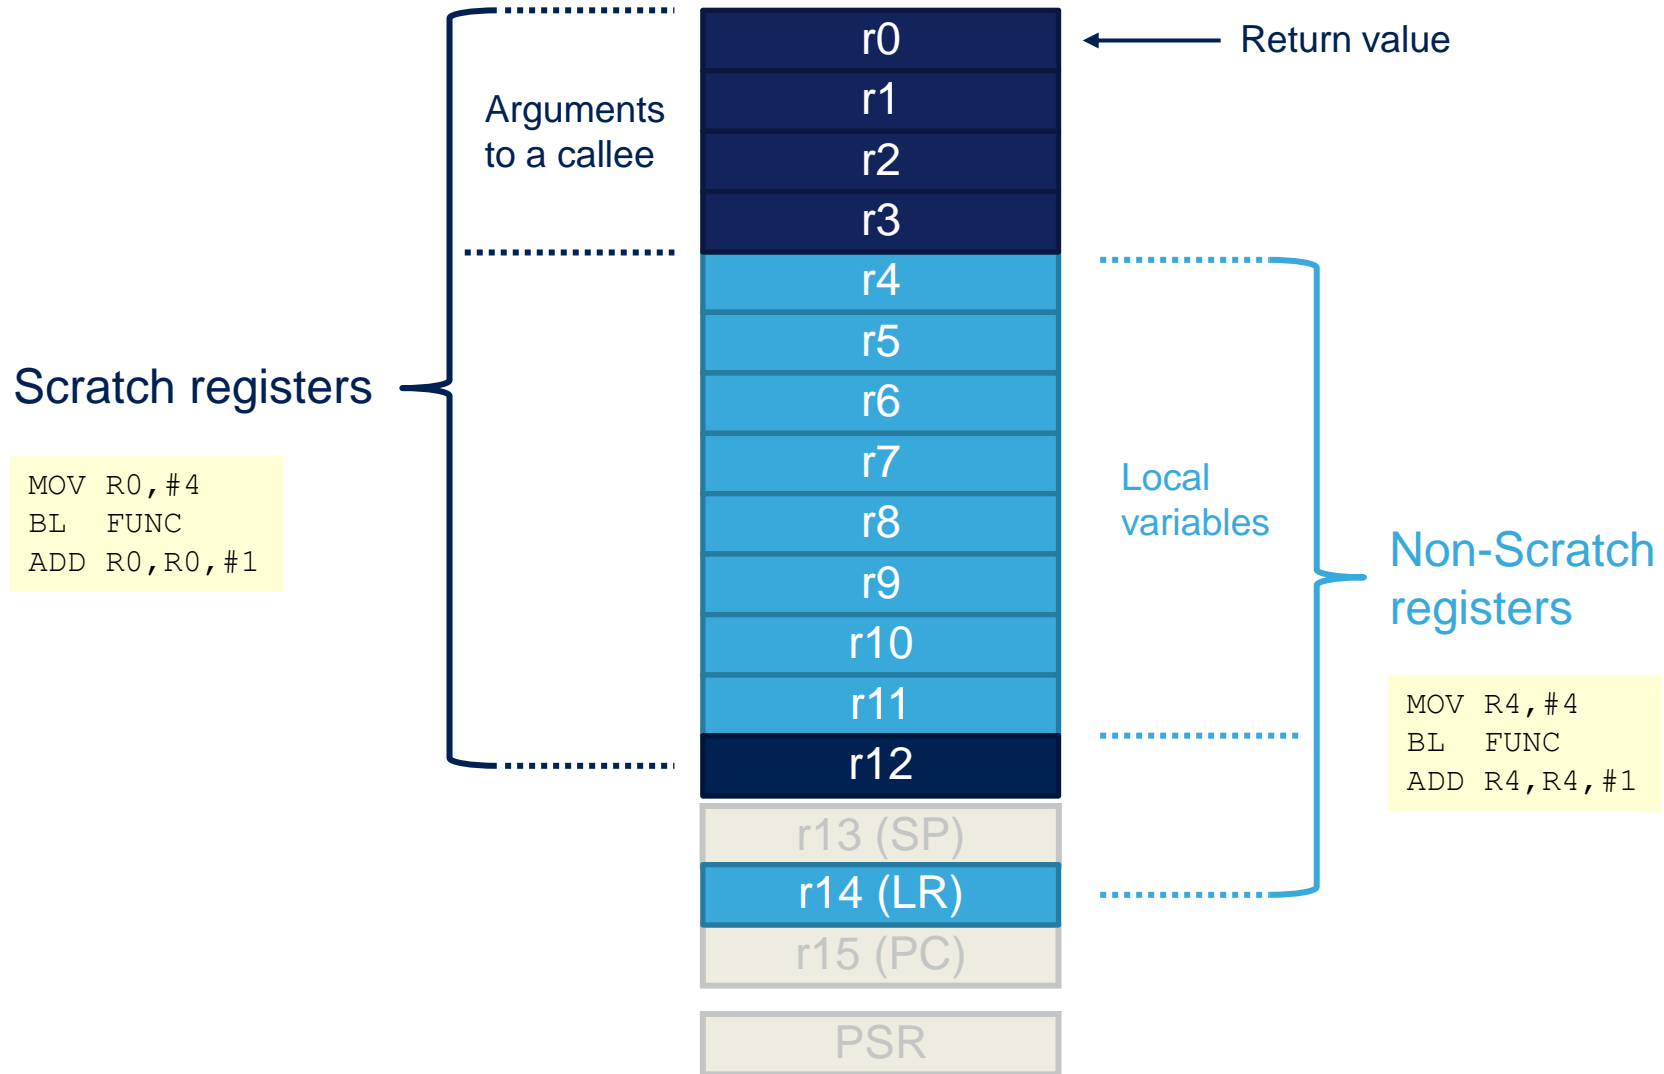 r0
Return value
r1
Arguments
to a callee
r2
r3
r4
r5
Scratch registers
r6
r7
MOV R0,#4
BL  FUNC
ADD R0,R0,#1
Local
variables
r8
r9
Non-Scratch
registers
r10
r11
MOV R4,#4
BL  FUNC
ADD R4,R4,#1
r12
r13 (SP)
r14 (LR)
r15 (PC)
PSR